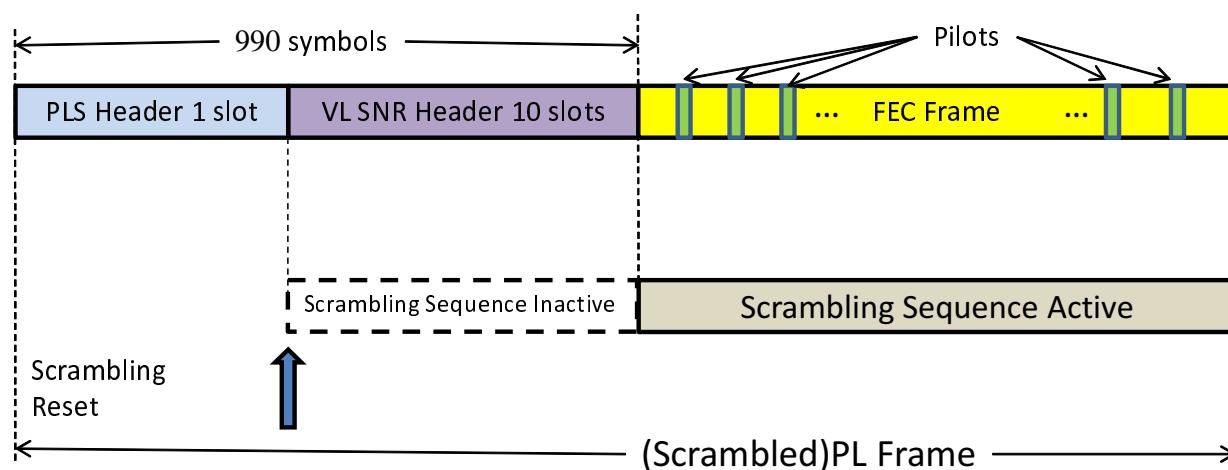 990 symbols
Pilots
PLS Header 1 slot
VL SNR Header 10 slots
...
FEC Frame
...
Scrambling Sequence Inactive
Scrambling Sequence Active
Scrambling
Reset
(Scrambled)PL Frame